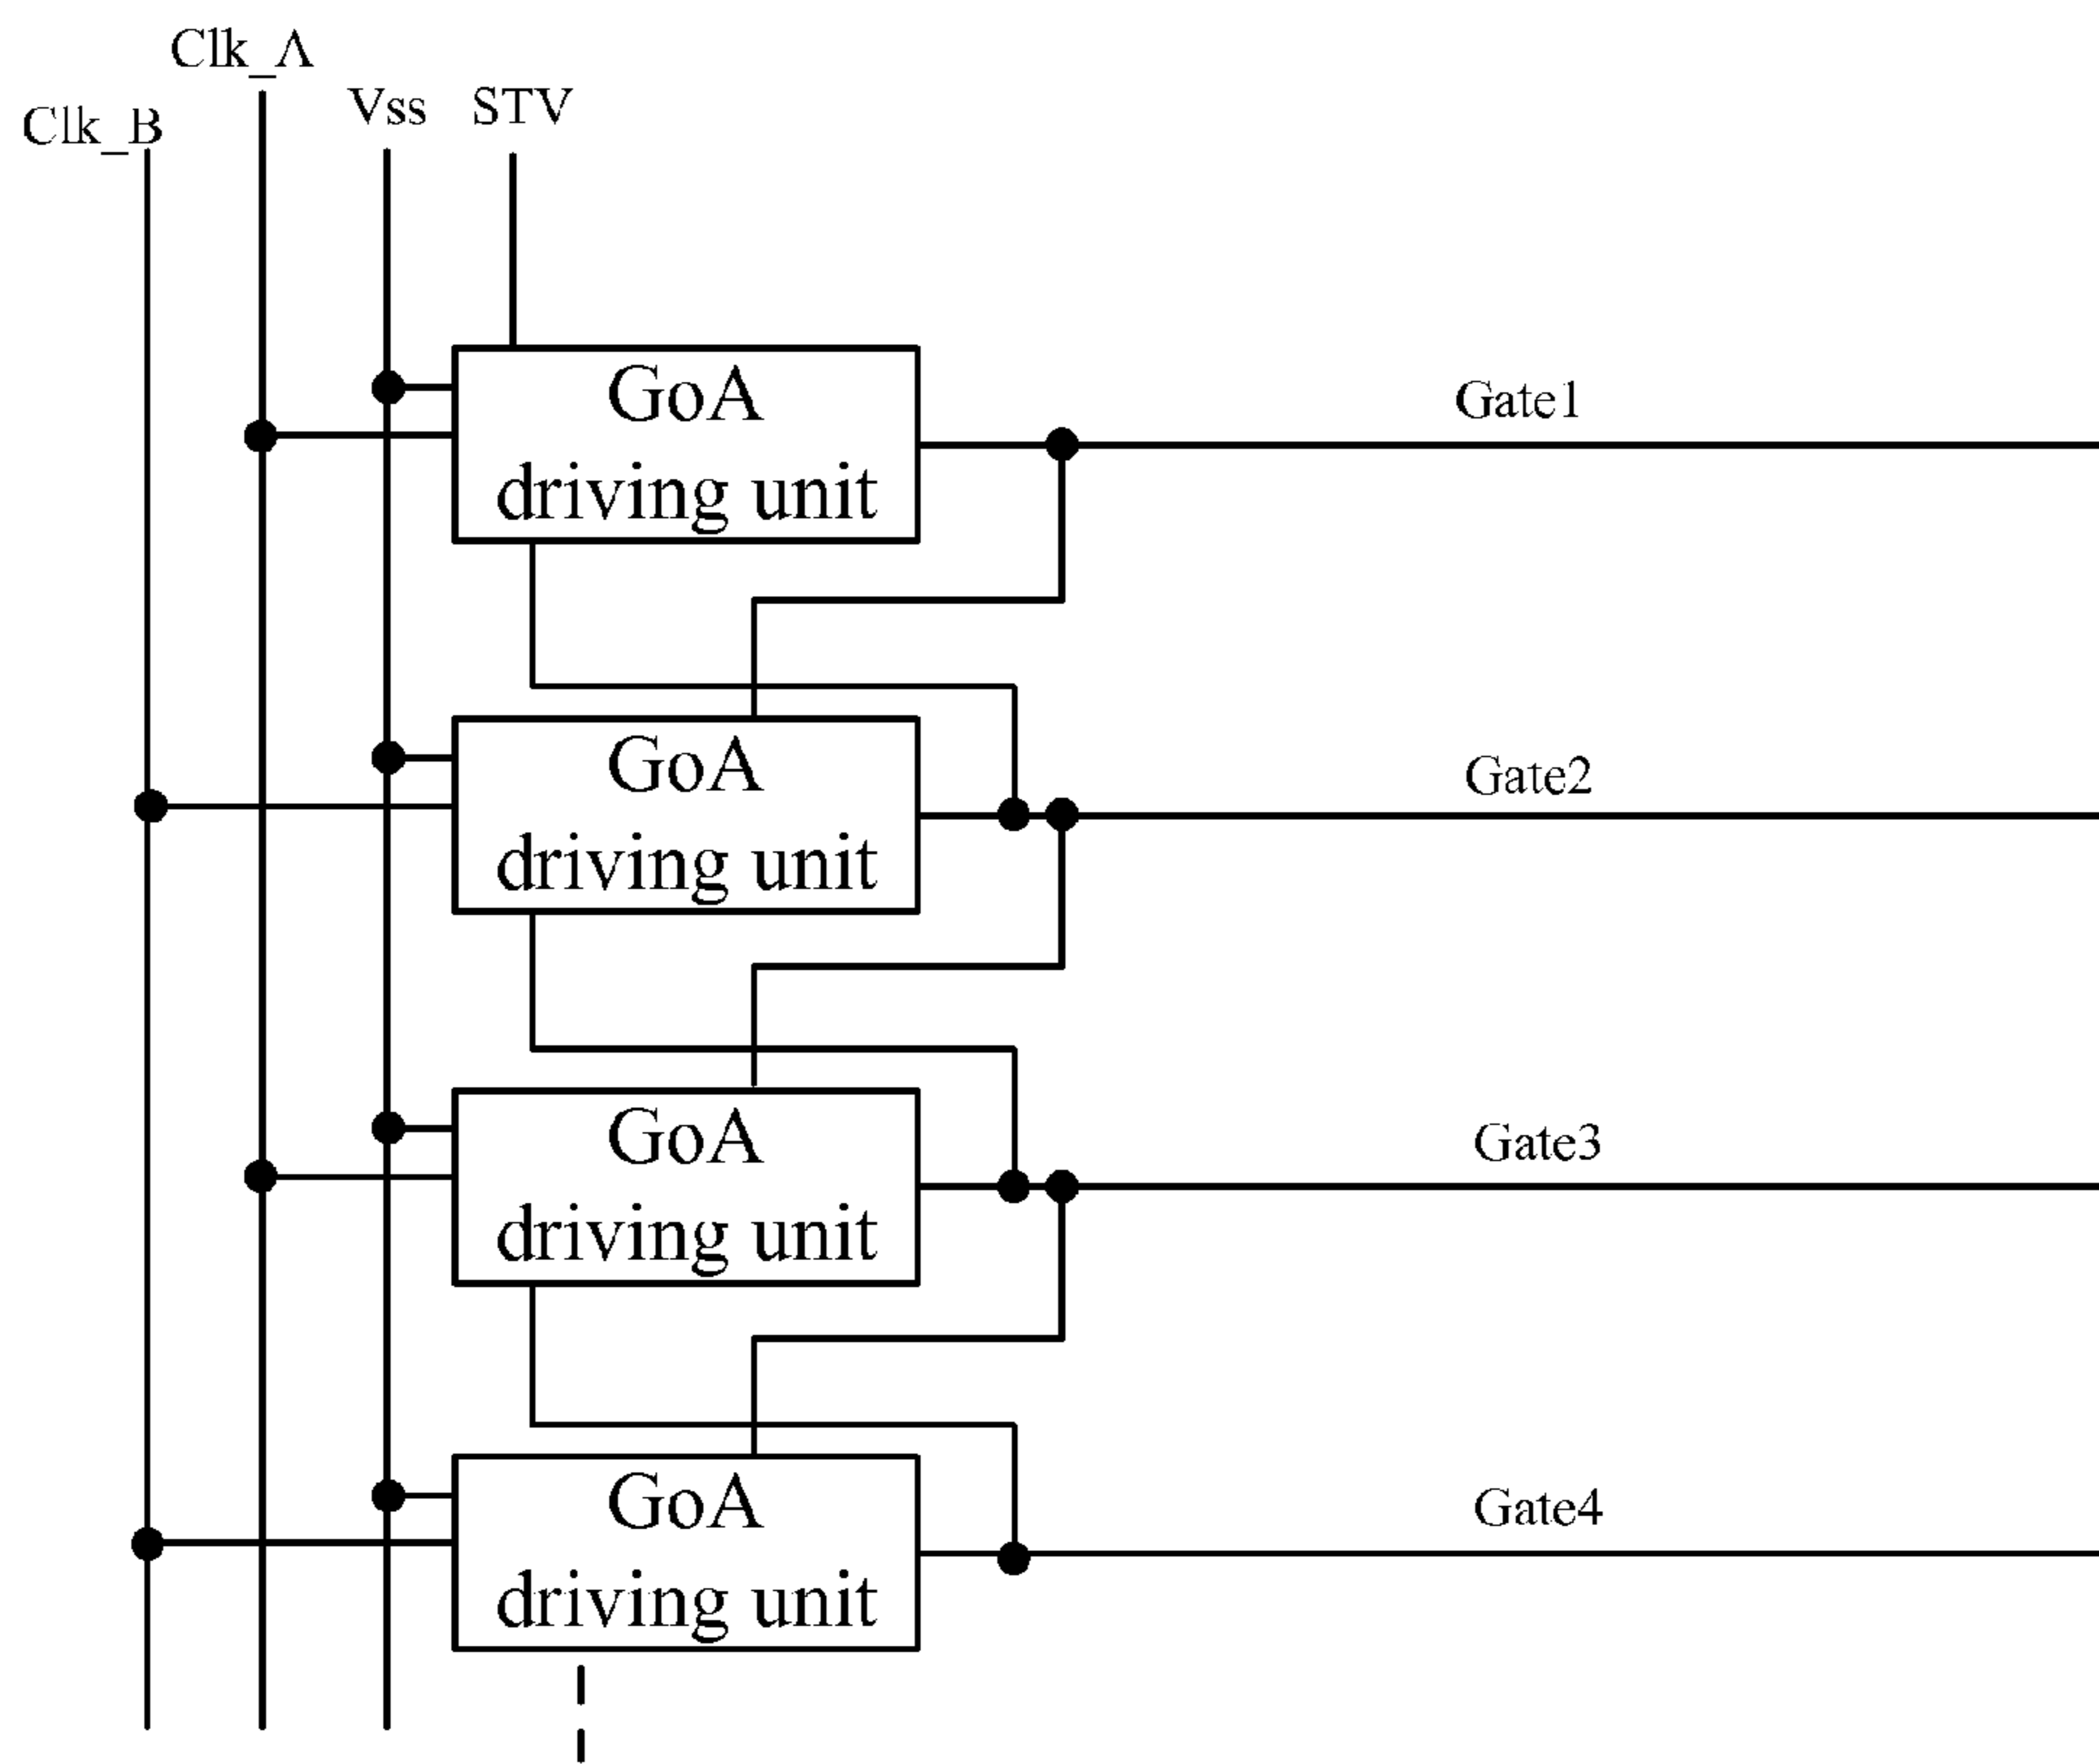 Clk_A
Clk_B
Vss
STV
GoA
driving unit
Gate1
GoA
driving unit
Gate2
GoA
driving unit
Gate3
GoA
driving unit
Gate4